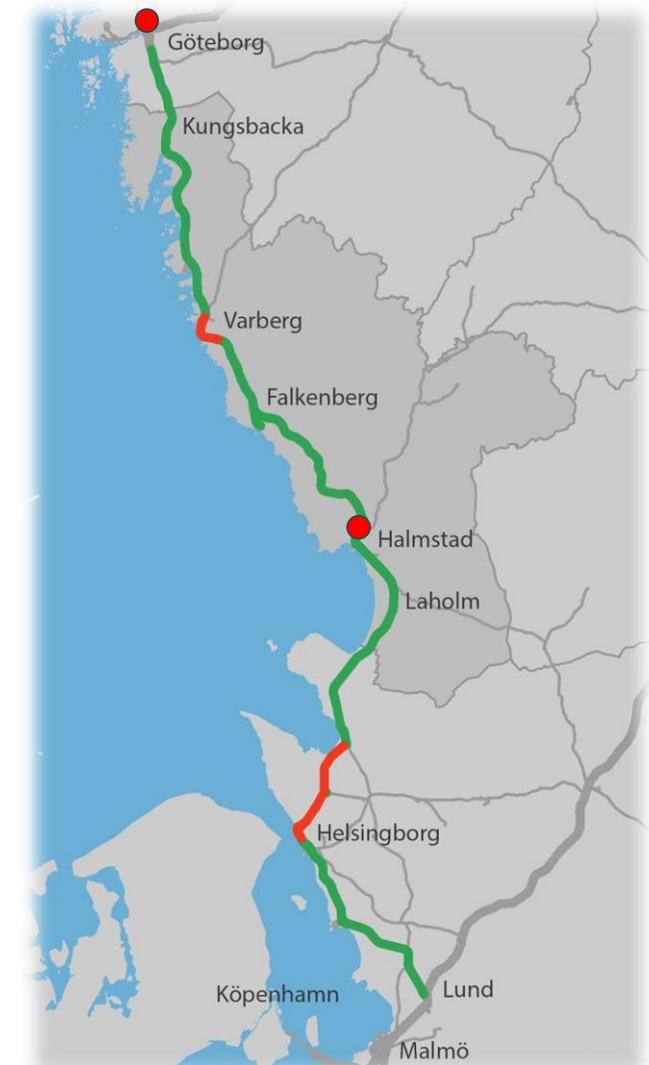 Göteborg
Kungsbacka
Varberg
Falkenberg
Halmstad
Laholm
Helsingborg
Köpenhamn
Lund
Malmö